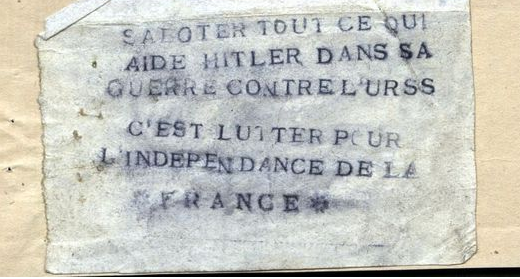 SABOTER TOUT CE QUI
AIDE HITLER DANS SA
GUERRE CONTRE L'URSS
C'EST LUTTER POUR
L'INDEPENDANCE DE LA
*FRANCE*